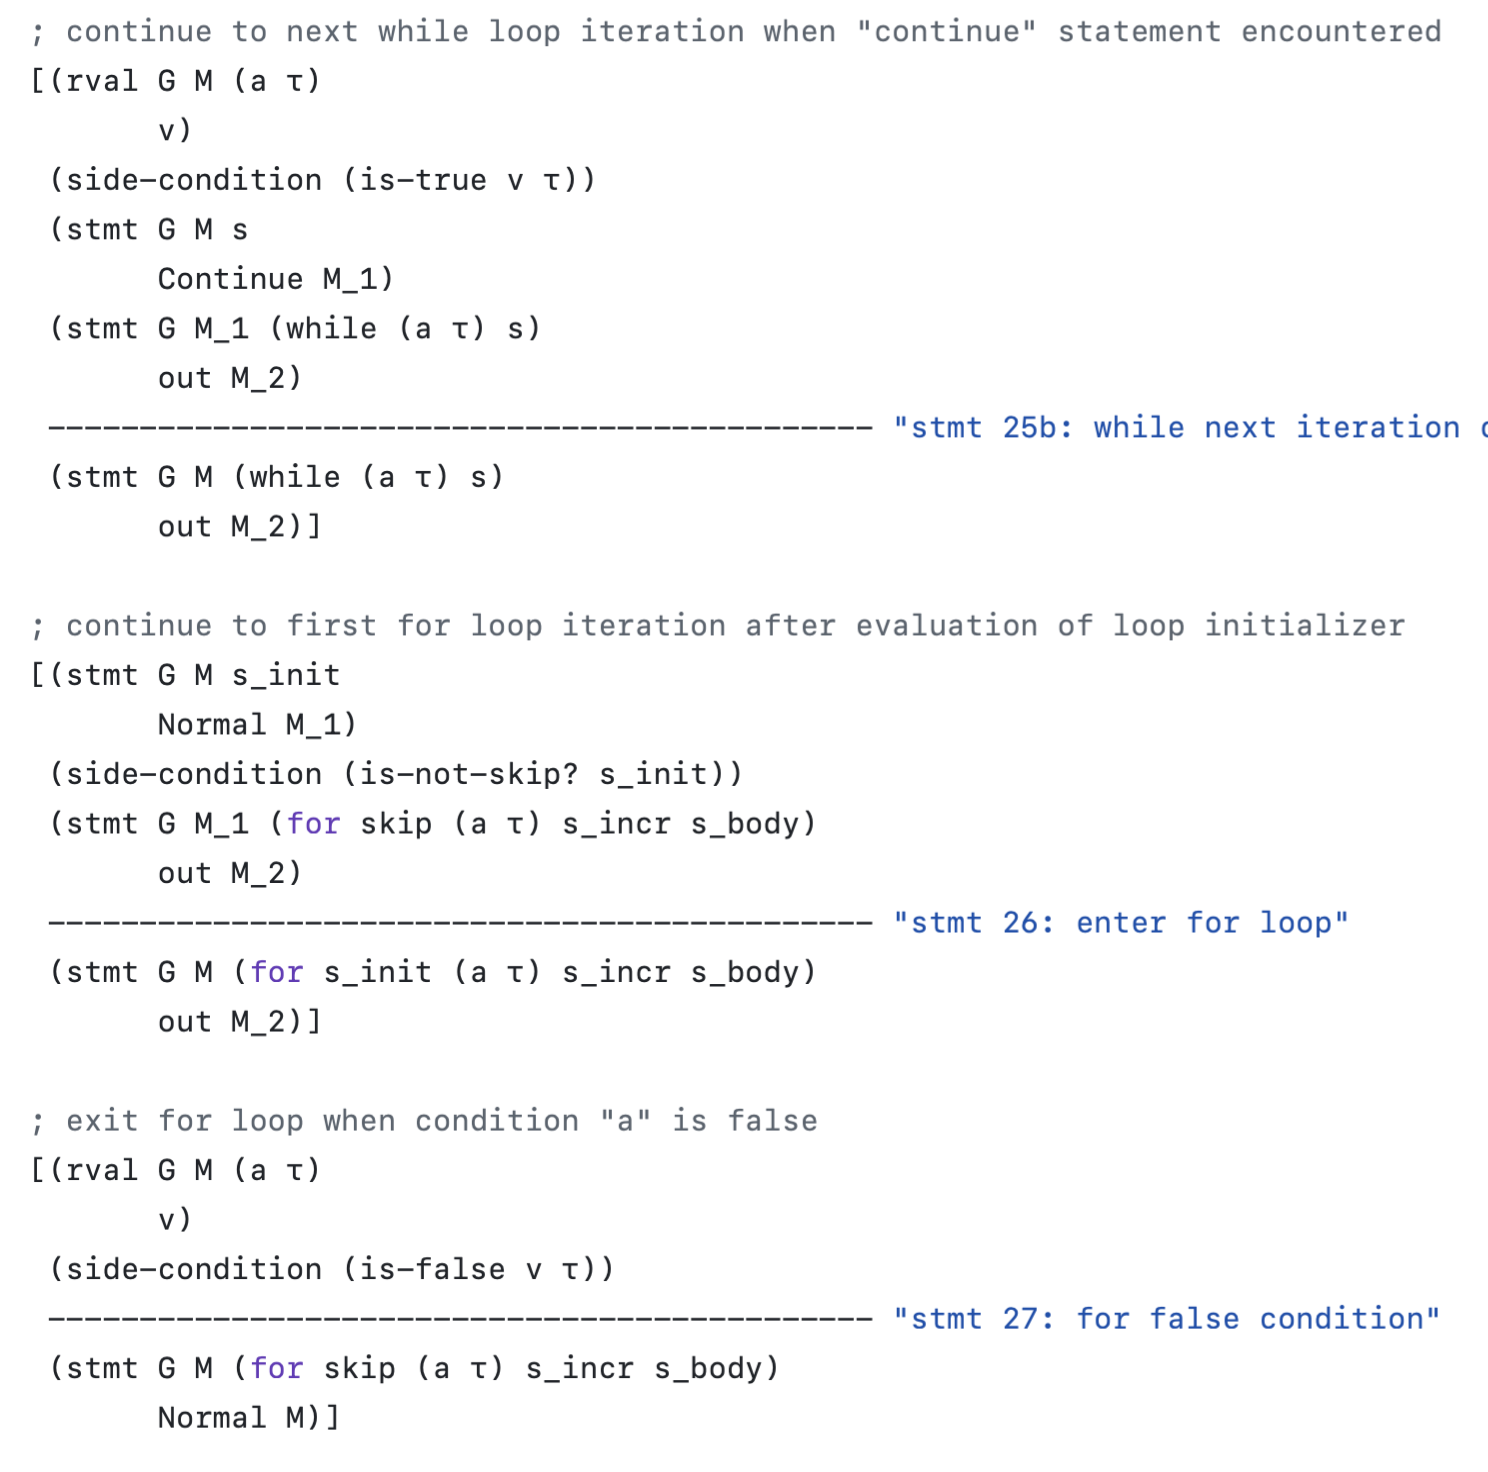 ; continue to next while loop iteration when "continue" statement encountered
[(rval G M (a τ)
v)
(side-condition (is-true v τ))
(stmt G M s
Continue M_1)
(stmt G M_1 (while (a τ) s)
out M_2)
--------------------------------------------- "stmt 25b: while next iteration
(stmt G M (while (a τ) s)
out M_2)]
; continue to first for loop iteration after evaluation of loop initializer
[(stmt G M s_init
Normal M_1)
(side-condition (is-not-skip? s_init))
(stmt G M_1 (for skip (a τ) s_incr s_body)
out M_2)
--------------------------------------------- "stmt 26: enter for loop"
(stmt G M (for s_init (a τ) s_incr s_body)
out M_2)]
; exit for loop when condition "a" is false
[(rval G M (a τ)
v)
(side-condition (is-false v τ))
--------------------------------------------- "stmt 27: for false condition"
(stmt G M (for skip (a τ) s_incr s_body)
Normal M)]